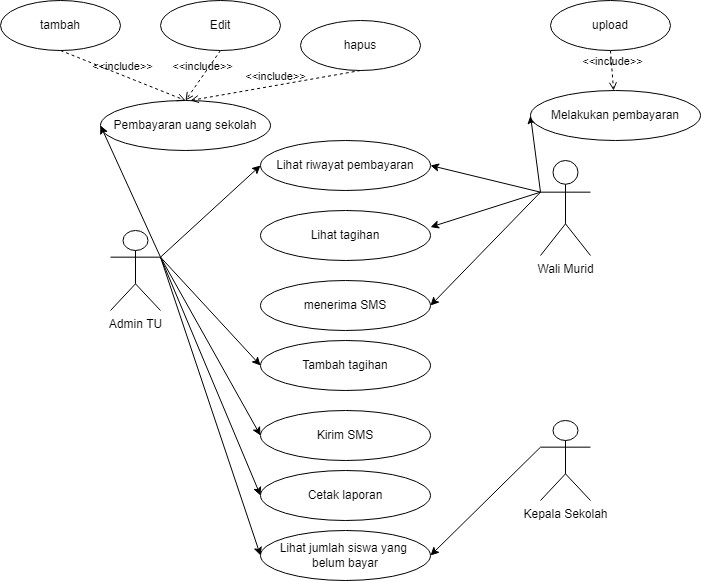 tambah
Edit
upload
hapus
<<include>>
<<include>>
<<include>>
<<include>>
Pembayaran uang sekolah
Melakukan pembayaran
Lihat riwayat pembayaran
Lihat tagihan
Wali Murid
menerima SMS
Admin TU
Tambah tagihan
Kirim SMS
Cetak laporan
Kepala Sekolah
Lihat jumlah siswa yang
belum bayar